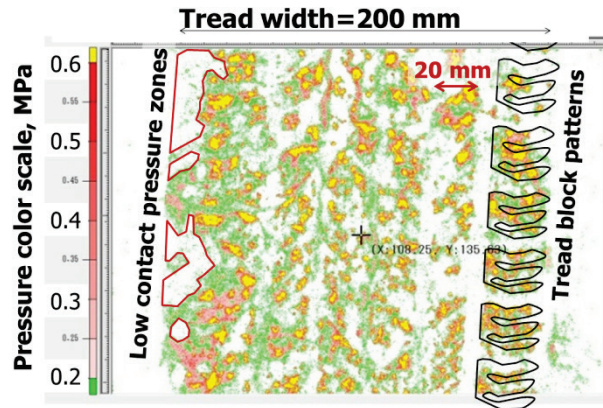 Tread width=200 mm
Pressure color scale, MPa
0.6
0.55
0.5
0.45
0.4
0.35
0.3
0.25
0.2
Low contact pressure zones
20 mm
(X:108.25, Y:135.63)
Tread block patterns